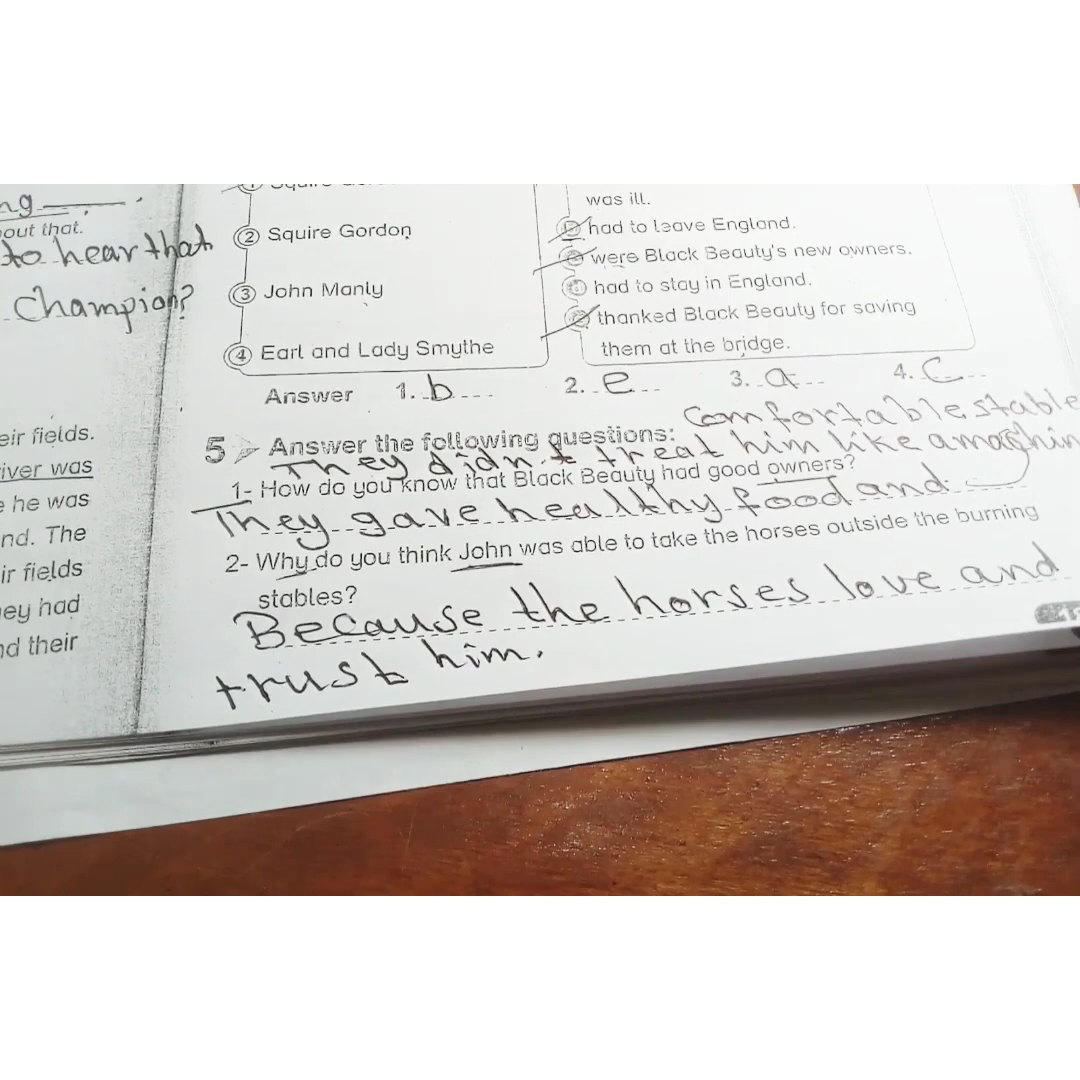 was ill.
out that.
to hear that
Champion?
2 Squire Gordon
had to leave England.
were Black Beauty's new owners.
3 John Manly
had to stay in England.
thanked Black Beauty for saving
4 Earl and Lady Smythe
them at the bridge.
Answer 1. b 2. e 3. a 4. C
eir fields.
iver was
e he was
nd. The
ir fields
ey had
nd their
Comfortable stable
5 Answer the following questions:
They didn't treat him like a
1- How do you know that Black Beauty had good owners?
They gave healthy food and
2- Why do you think John was able to take the horses outside the burning
stables?
Because the horses love and
trust him.